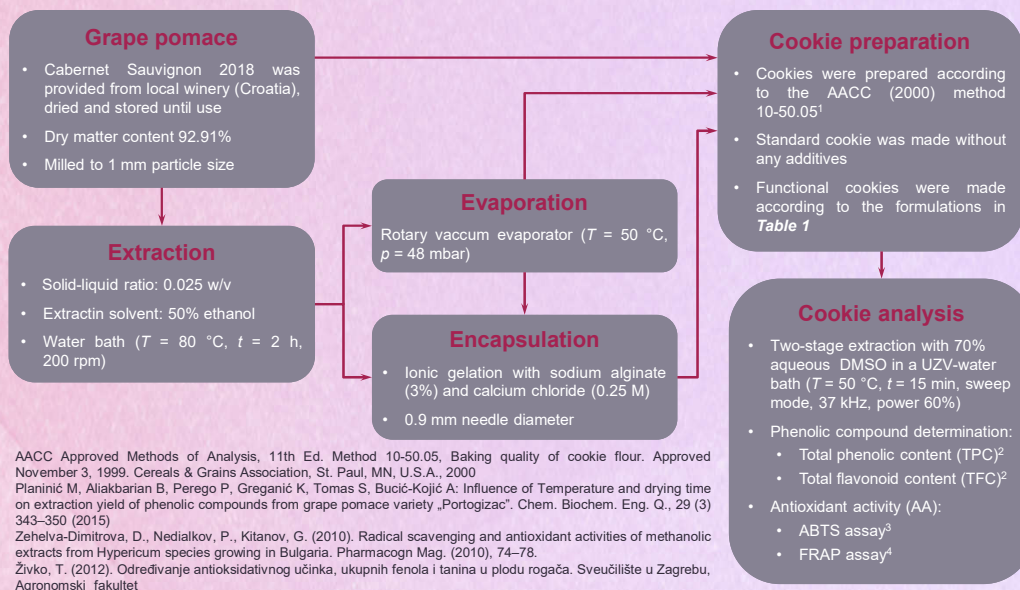 Grape pomace
• Cabernet Sauvignon 2018 was
provided from local winery (Croatia),
dried and stored until use
• Dry matter content 92.91%
• Milled to 1 mm particle size
Extraction
• Solid-liquid ratio: 0.025 w/v
• Extractin solvent: 50% ethanol
• Water bath (T = 80 °C, t = 2 h,
200 rpm)
Evaporation
Rotary vaccum evaporator (T = 50 °C,
p = 48 mbar)
Encapsulation
• Ionic gelation with sodium alginate
(3%) and calcium chloride (0.25 M)
• 0.9 mm needle diameter
Cookie preparation
• Cookies were prepared according
to the AACC (2000) method
10-50.05¹
• Standard cookie was made without
any additives
• Functional cookies were made
according to the formulations in
Table 1
Cookie analysis
• Two-stage extraction with 70%
aqueous DMSO in a UZV-water
bath (T = 50 °C, t = 15 min, sweep
mode, 37 kHz, power 60%)
• Phenolic compound determination:
• Total phenolic content (TPC)²
• Total flavonoid content (TFC)²
• Antioxidant activity (AA):
• ABTS assay³
• FRAP assay⁴
AACC Approved Methods of Analysis, 11th Ed. Method 10-50.05, Baking quality of cookie flour. Approved
November 3, 1999. Cereals & Grains Association, St. Paul, MN, U.S.A., 2000
Planinić M, Aliakbarian B, Perego P, Greganić K, Tomas S, Bucić-Kojić A: Influence of Temperature and drying time
on extraction yield of phenolic compounds from grape pomace variety „Portogizac". Chem. Biochem. Eng. Q., 29 (3)
343–350 (2015)
Zehelva-Dimitrova, D., Nedialkov, P., Kitanov, G. (2010). Radical scavenging and antioxidant activities of methanolic
extracts from Hypericum species growing in Bulgaria. Pharmacogn Mag. (2010), 74–78.
Živko, T. (2012). Određivanje antioksidativnog učinka, ukupnih fenola i tanina u plodu rogača. Sveučilište u Zagrebu,
Agronomski fakultet